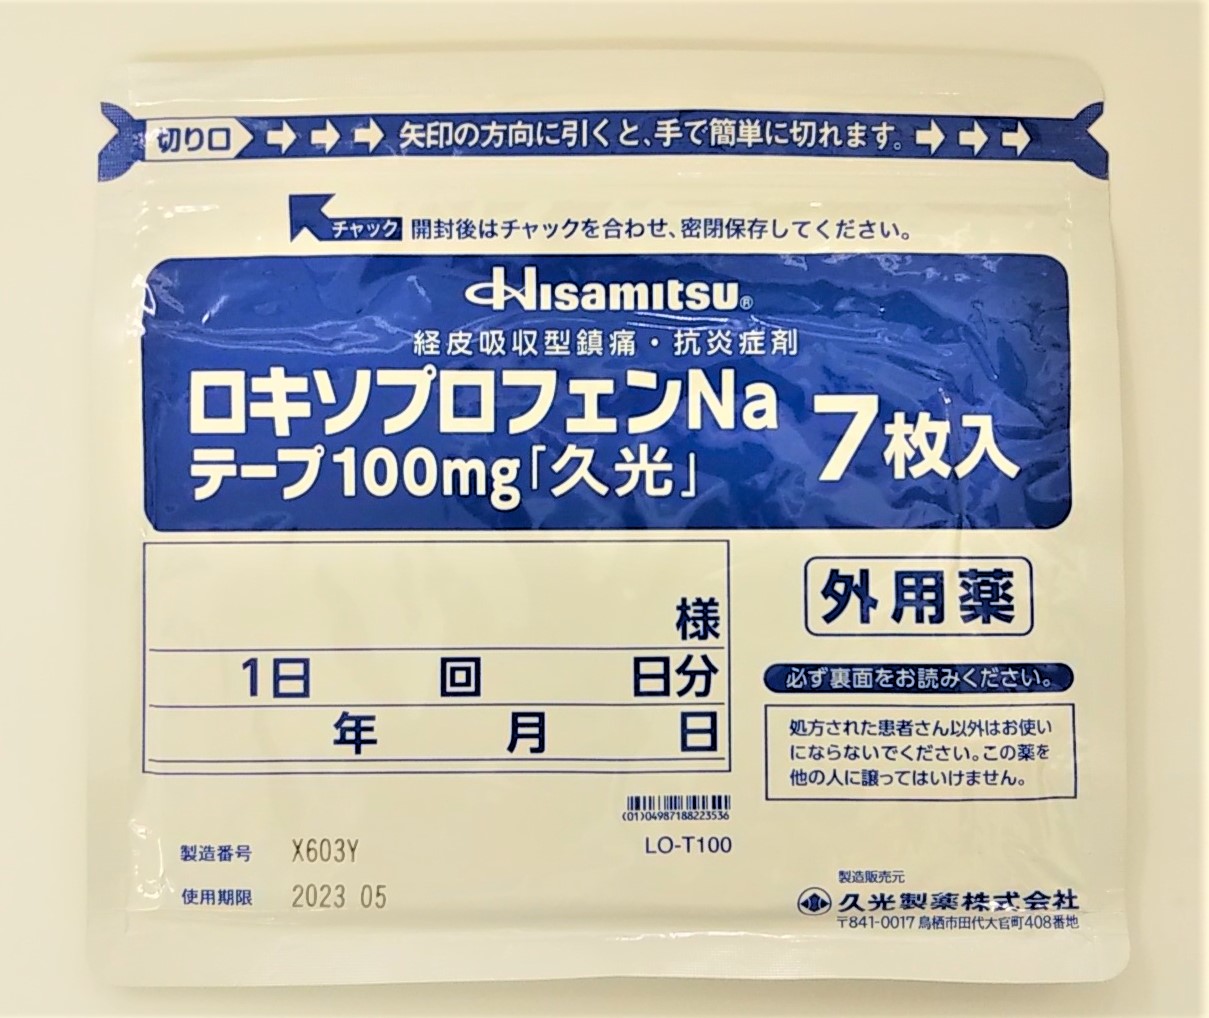 切り口 矢印の方向に引くと、手で簡単に切れます。
チャック 開封後はチャックを合わせ、密閉保存してください。
Hisamitsu®
経皮吸収型鎮痛・抗炎症剤
ロキソプロフェンNa
テープ100mg「久光」
7枚入
様
1日 回 日分
年 月 日
外用薬
必ず裏面をお読みください。
処方された患者さん以外はお使い
にならないでください。この薬を
他の人に譲ってはいけません。
(01)04987188223536
LO-T100
製造番号 X603Y
使用期限 2023 05
製造販売元
久光製薬株式会社
〒841-0017 鳥栖市田代大官町408番地